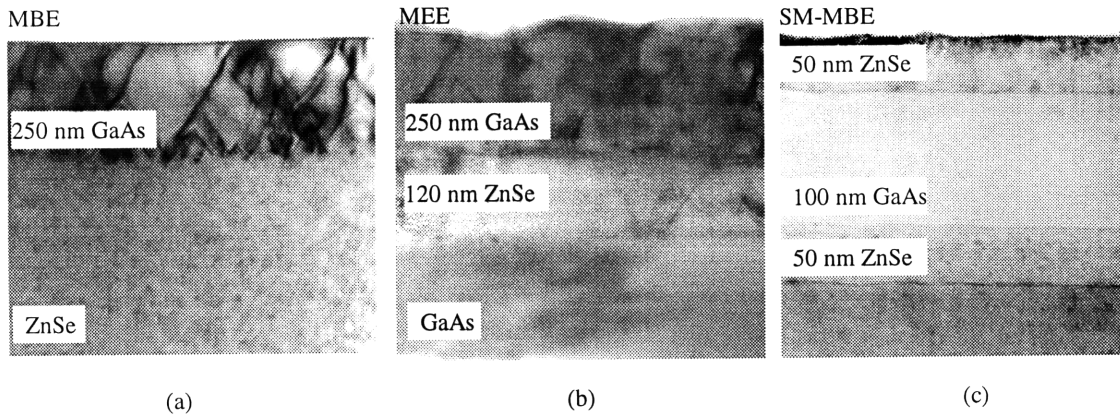 MBE
250 nm GaAs
ZnSe
(a)
MEE
250 nm GaAs
120 nm ZnSe
GaAs
(b)
SM-MBE
50 nm ZnSe
100 nm GaAs
50 nm ZnSe
(c)